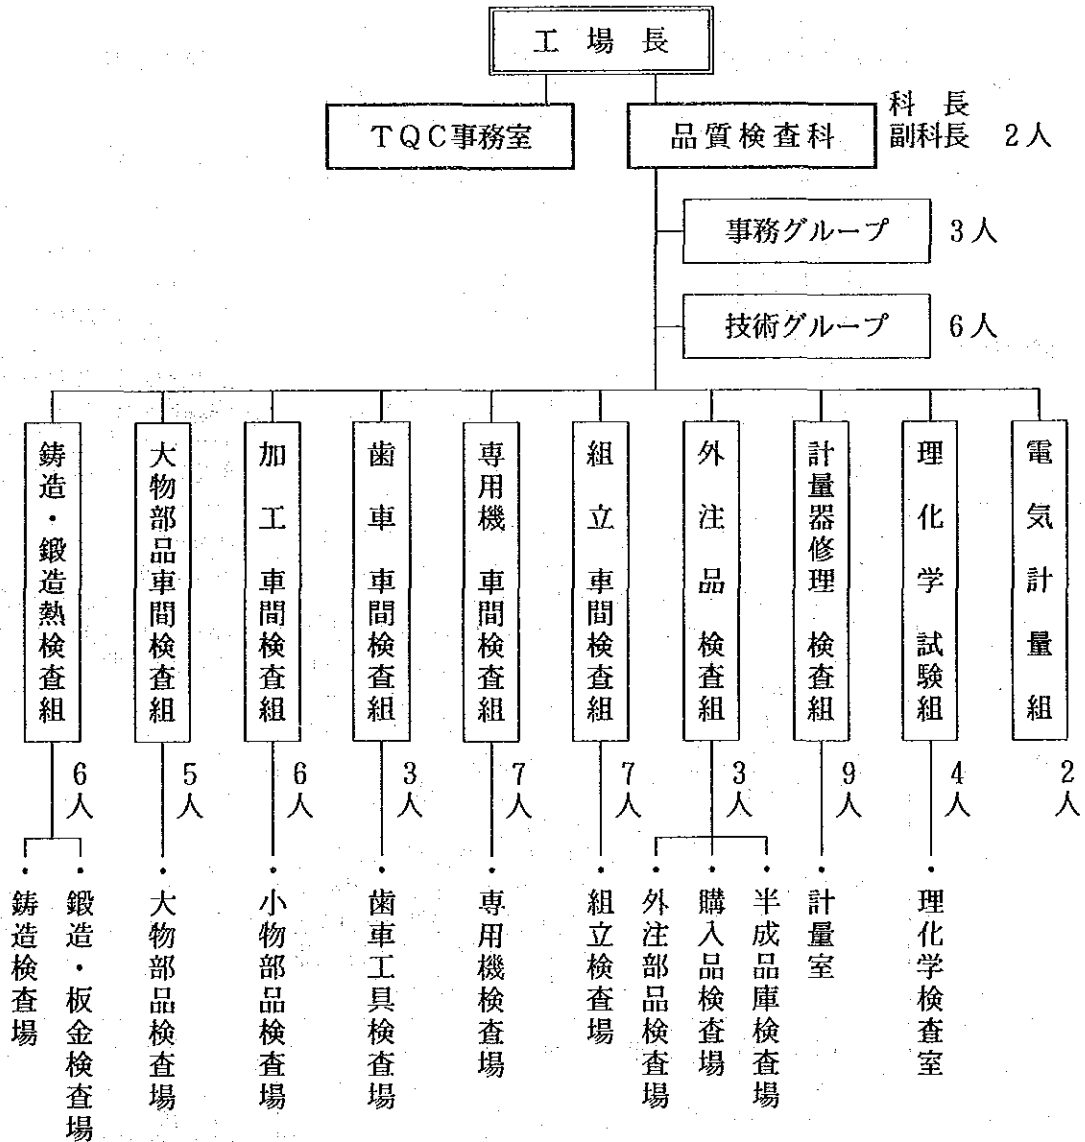 工場長
TQC事務室
品質検査科
科長
副科長 2人
事務グループ 3人
技術グループ 6人
鋳造・鍛造熱検査組
大物部品車間検査組
加工車間検査組
歯車車間検査組
専用機車間検査組
組立車間検査組
外注品検査組
計量器修理検査組
理化学試験組
電気計量組
6人
5人
6人
3人
7人
7人
3人
9人
4人
2人
・鋳造検査場
・鍛造・板金検査場
・大物部品検査場
・小物部品検査場
・歯車工具検査場
・専用機検査場
・組立検査場
・外注部品検査場
・購入品検査場
・半成品庫検査場
・計量室
・理化学検査室